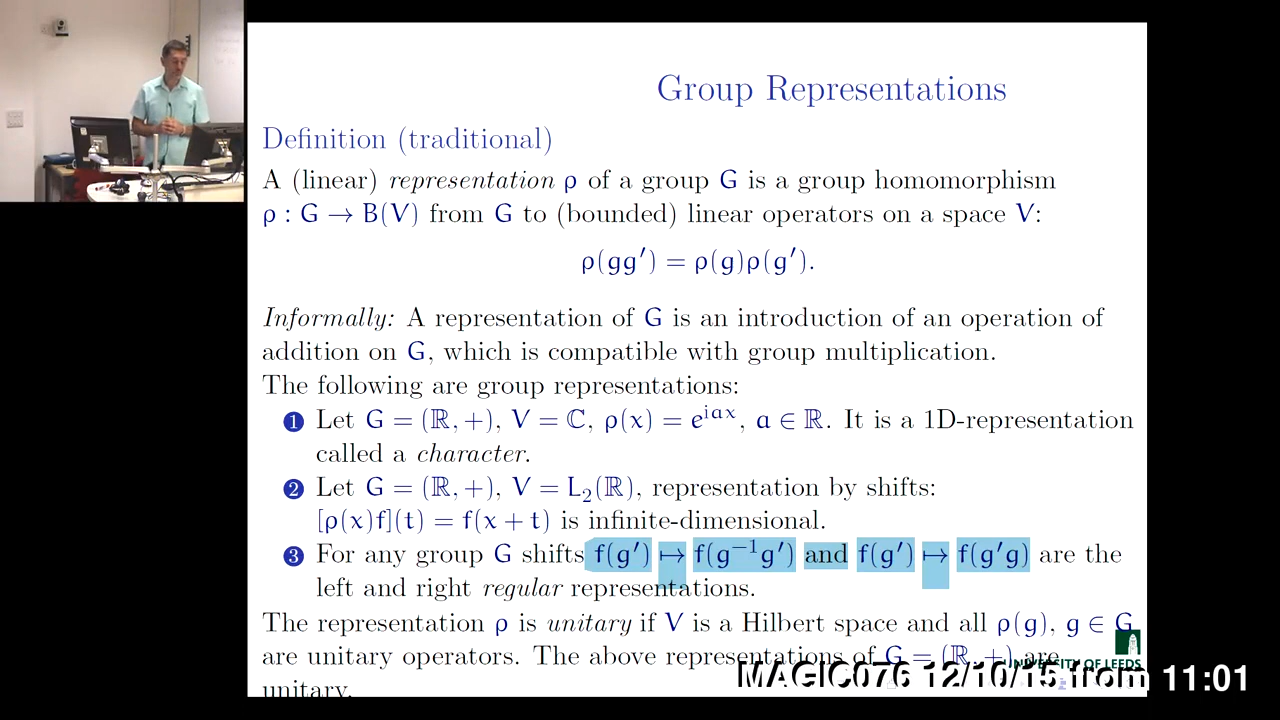 Group Representations
Definition (traditional)
A (linear) representation ρ of a group G is a group homomorphism
ρ : G → B(V) from G to (bounded) linear operators on a space V:
ρ(gg′) = ρ(g)ρ(g′).
Informally: A representation of G is an introduction of an operation of
addition on G, which is compatible with group multiplication.
The following are group representations:
1 Let G = (ℝ, +), V = ℂ, ρ(x) = e^{iax}, a ∈ ℝ. It is a 1D-representation
called a character.
2 Let G = (ℝ, +), V = L₂(ℝ), representation by shifts:
[ρ(x)f](t) = f(x + t) is infinite-dimensional.
3 For any group G shifts f(g′) ↦ f(g⁻¹g′) and f(g′) ↦ f(g′g) are the
left and right regular representations.
The representation ρ is unitary if V is a Hilbert space and all ρ(g), g ∈ G
are unitary operators. The above representations of G = (ℝ, +) are
unitary.
UNIVERSITY OF LEEDS
MAGIC076 12/10/15 from 11:01